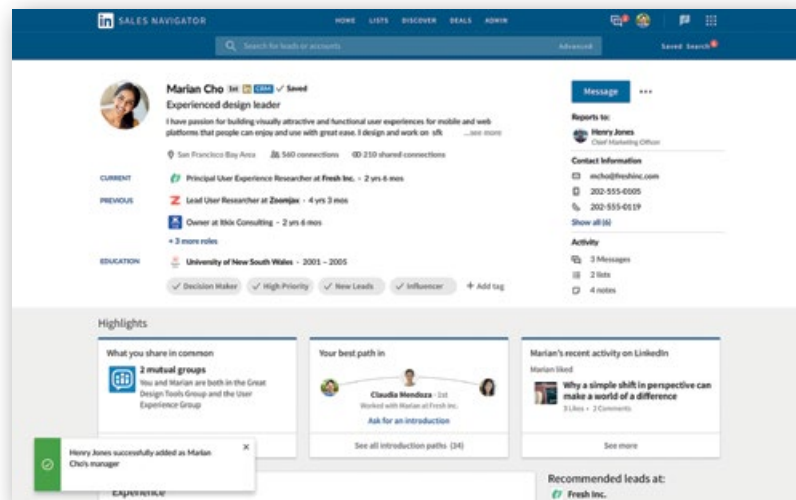 in SALES NAVIGATOR
HOME LISTS DISCOVER DEALS ADMIN
Search for leads or accounts
Advanced
Saved Search
Marian Cho 1st in CRM Saved
Experienced design leader
I have passion for building visually attractive and functional user experiences for mobile and web
platforms that people can enjoy and use with great ease. I design and work on sfk ...see more
San Francisco Bay Area 560 connections 210 shared connections
CURRENT Principal User Experience Researcher at Fresh Inc. - 2 yrs 6 mos
PREVIOUS Lead User Researcher at Zoomjax - 4 yrs 3 mos
Owner at Itkix Consulting - 2 yrs 6 mos
+ 3 more roles
EDUCATION University of New South Wales - 2001 – 2005
Decision Maker High Priority New Leads Influencer + Add tag
Message
Reports to:
Henry Jones
Chief Marketing Officer
Contact Information
mcho@freshinc.com
202-555-0105
202-555-0119
Show all (6)
Activity
3 Messages
2 lists
4 notes
Highlights
What you share in common
2 mutual groups
You and Marian are both in the Great
Design Tools Group and the User
Experience Group
Your best path in
Claudia Mendoza - 1st
Worked with Marian at Fresh Inc.
Ask for an introduction
See all introduction paths (24)
Marian's recent activity on LinkedIn
Marian liked
Why a simple shift in perspective can
make a world of difference
3 Likes • 2 Comments
See more
Henry Jones successfully added as Marian
Cho's manager
Experience
Recommended leads at:
Fresh Inc.